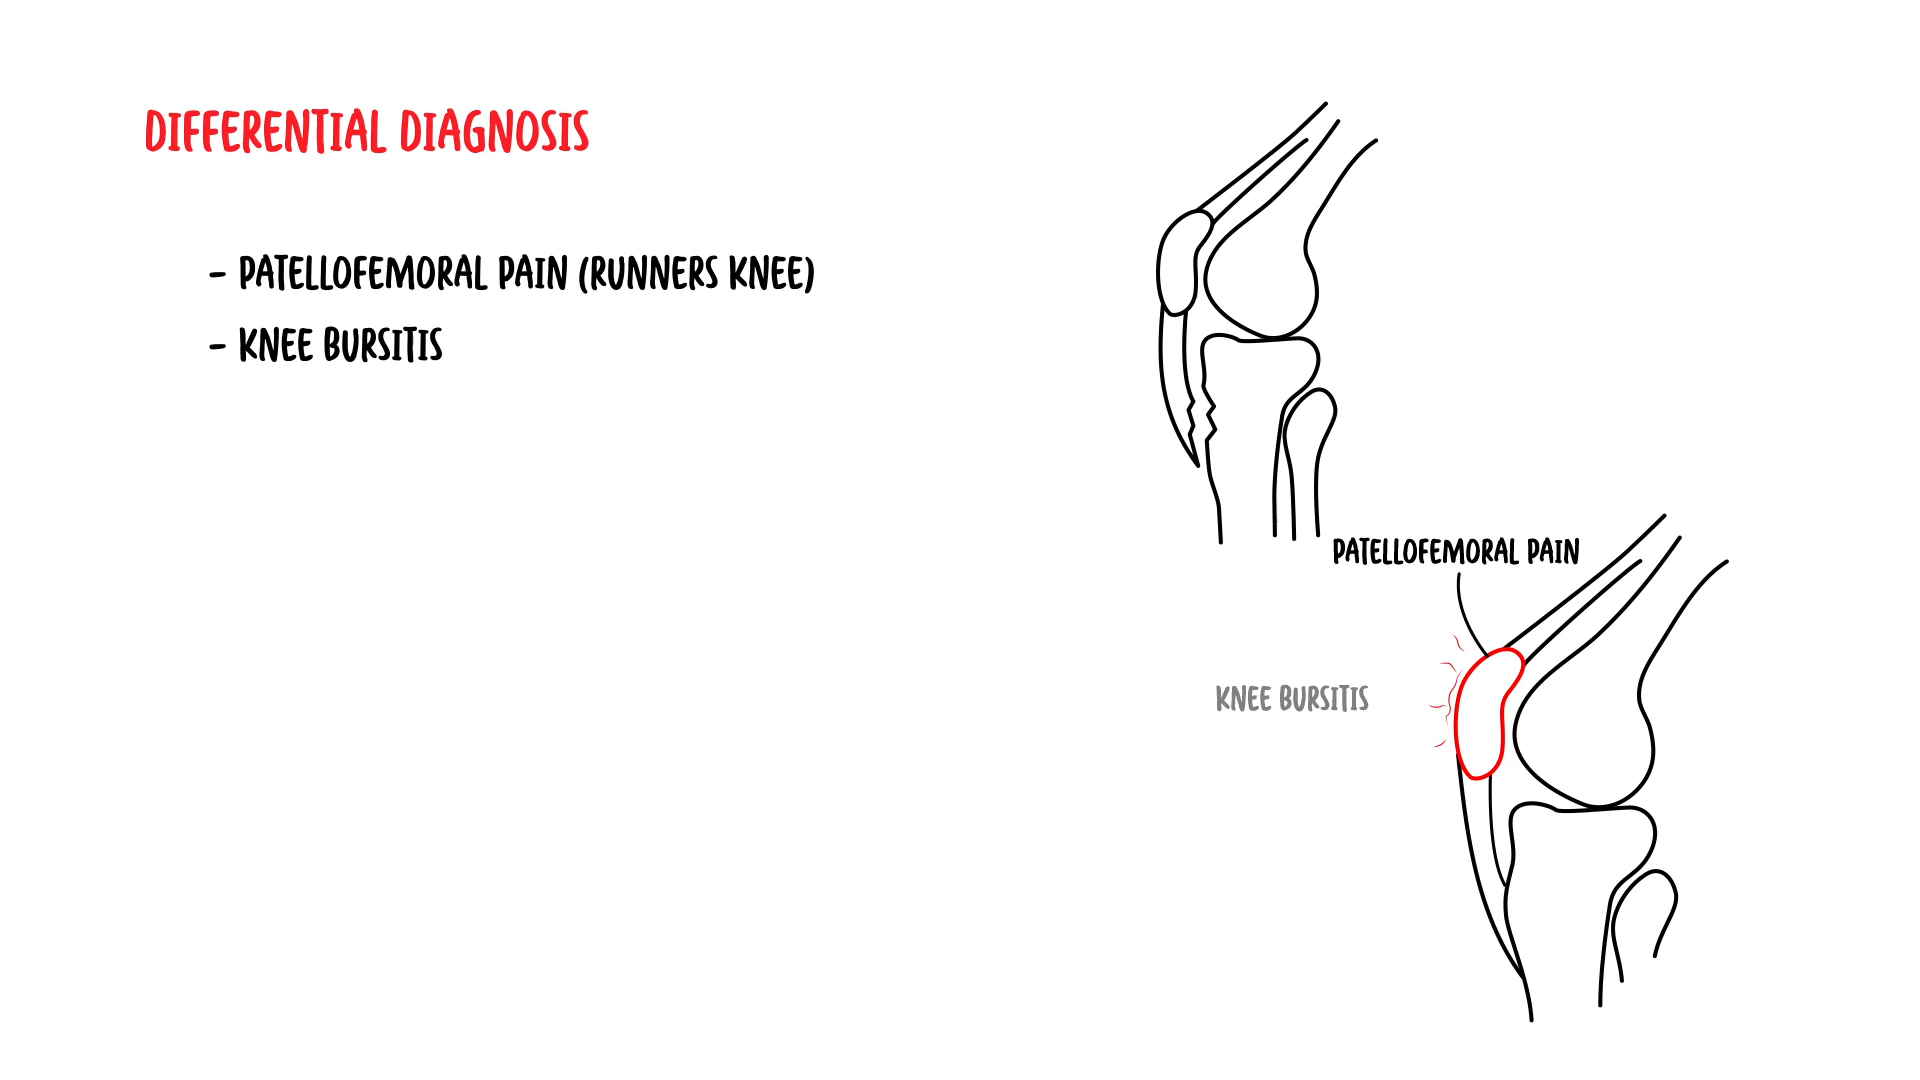 DIFFERENTIAL DIAGNOSIS
- PATELLOFEMORAL PAIN (RUNNERS KNEE)
- KNEE BURSITIS
PATELLOFEMORAL PAIN
KNEE BURSITIS